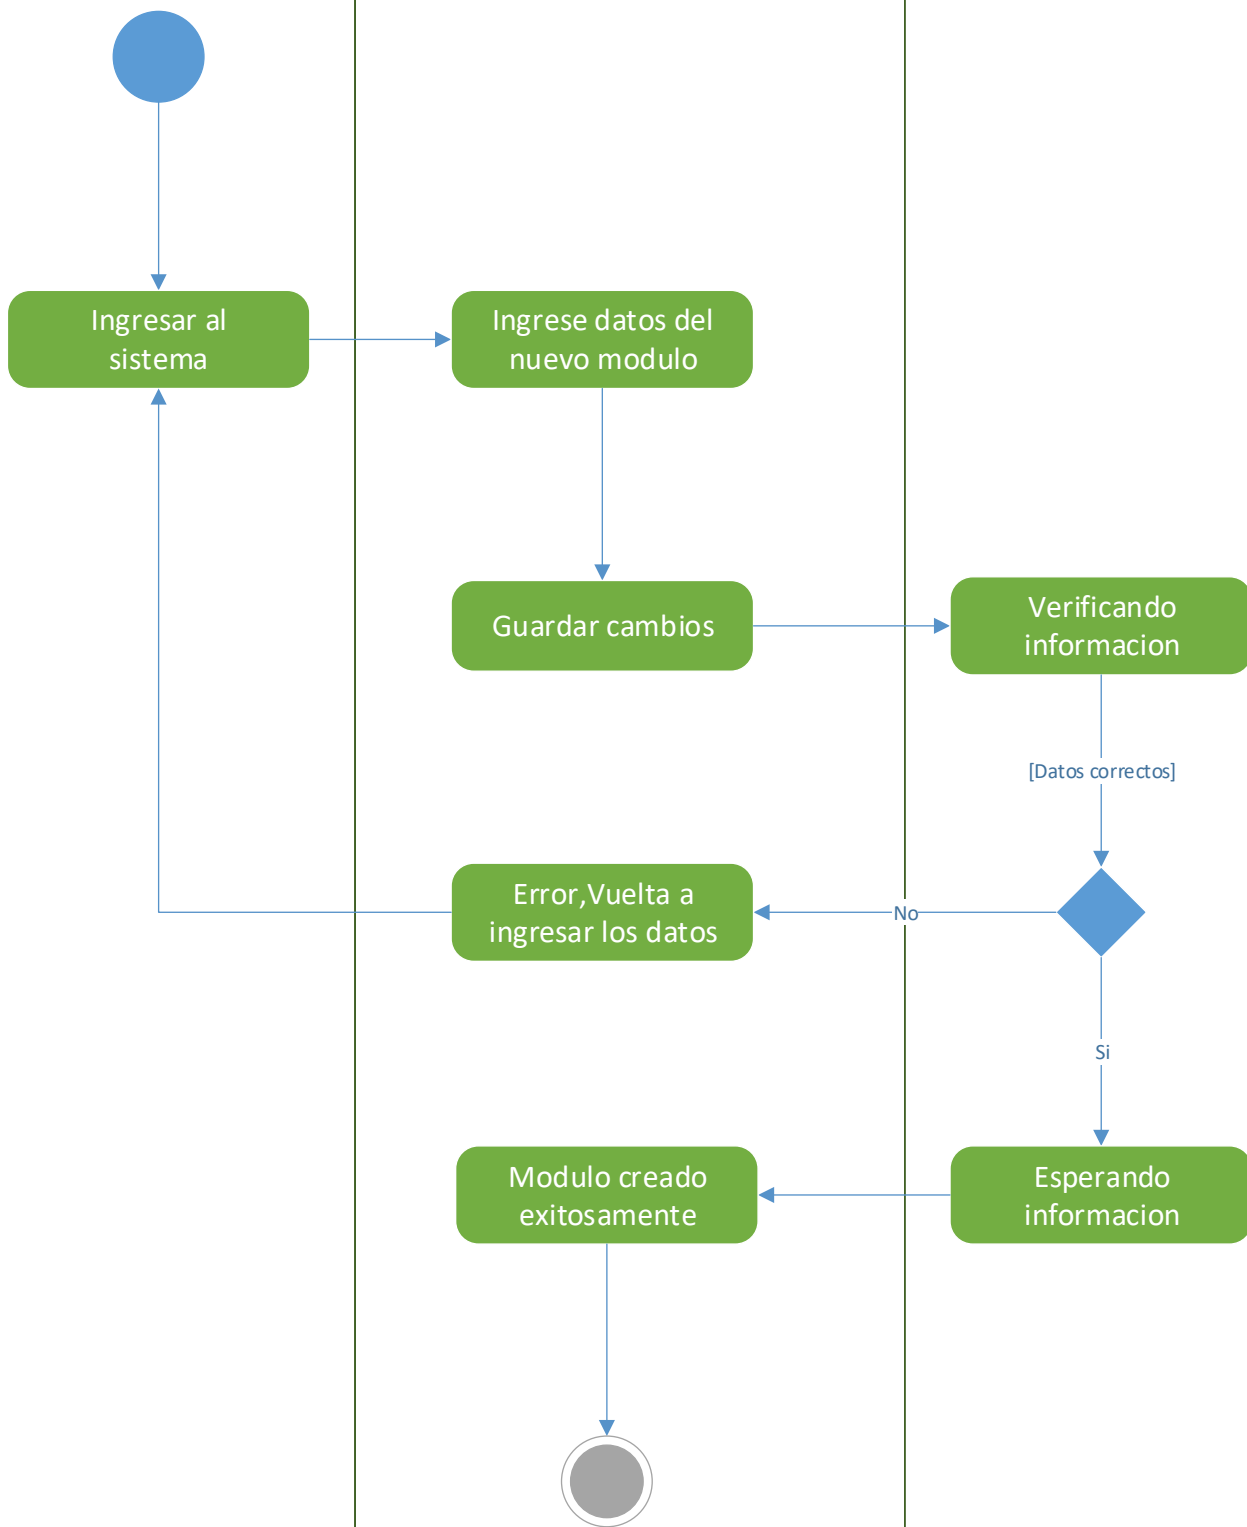 Ingresar al
sistema
Ingrese datos del
nuevo modulo
Guardar cambios
Verificando
informacion
[Datos correctos]
Error,Vuelta a
ingresar los datos
No
Si
Modulo creado
exitosamente
Esperando
informacion